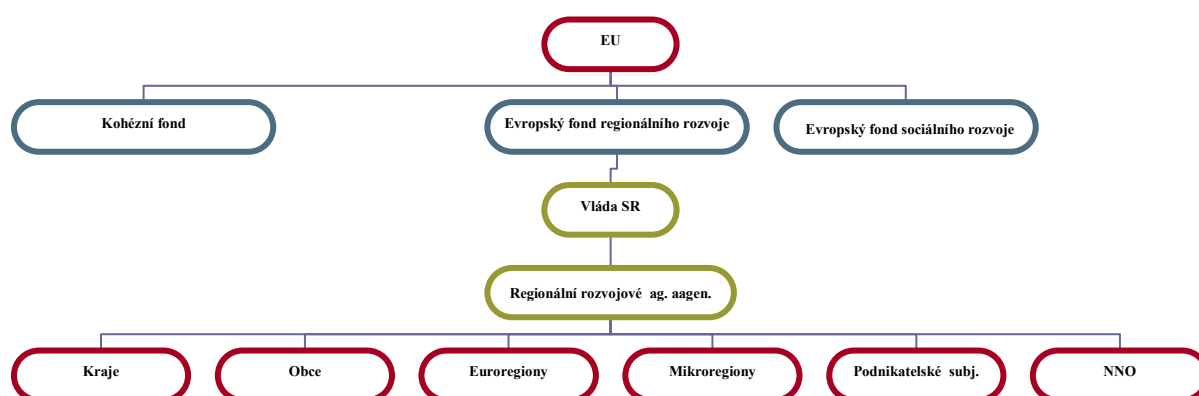 EU
Kohézní fond
Evropský fond regionálního rozvoje
Evropský fond sociálního rozvoje
Vláda SR
Regionální rozvojové ag. aagen.
Kraje
Obce
Euroregiony
Mikroregiony
Podnikatelské subj.
NNO